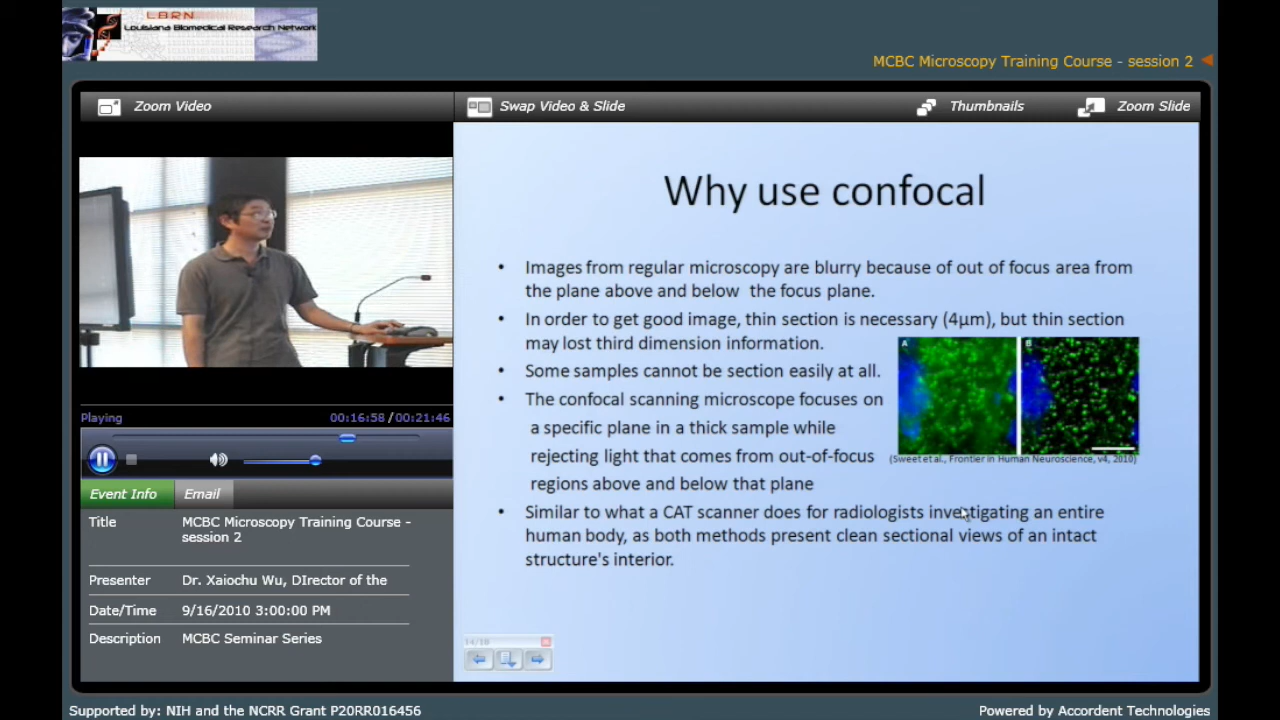 LBRN
Louisiana Biomedical Research Network
MCBC Microscopy Training Course - session 2
Zoom Video
Swap Video & Slide
Thumbnails
Zoom Slide
Why use confocal
• Images from regular microscopy are blurry because of out of focus area from
the plane above and below the focus plane.
• In order to get good image, thin section is necessary (4µm), but thin section
may lost third dimension information.
• Some samples cannot be section easily at all.
• The confocal scanning microscope focuses on
a specific plane in a thick sample while
rejecting light that comes from out-of-focus
regions above and below that plane
A B
(Sweet et al., Frontier in Human Neuroscience, v4, 2010)
• Similar to what a CAT scanner does for radiologists investigating an entire
human body, as both methods present clean sectional views of an intact
structure's interior.
14/18
Playing
00:16:58 / 00:21:46
Event Info
Email
Title MCBC Microscopy Training Course -
session 2
Presenter Dr. Xaiochu Wu, DIrector of the
Date/Time 9/16/2010 3:00:00 PM
Description MCBC Seminar Series
Supported by: NIH and the NCRR Grant P20RR016456
Powered by Accordent Technologies